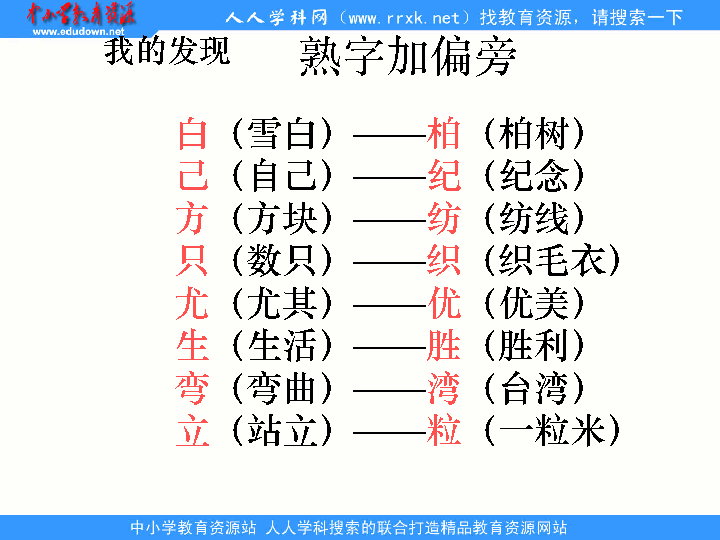 中小学教育资源站
www.edudown.net
人人学科网（www.rrxk.net）找教育资源，请搜索一下
我的发现 熟字加偏旁
白（雪白）——柏（柏树）
己（自己）——纪（纪念）
方（方块）——纺（纺线）
只（数只）——织（织毛衣）
尤（尤其）——优（优美）
生（生活）——胜（胜利）
弯（弯曲）——湾（台湾）
立（站立）——粒（一粒米）
中小学教育资源站 人人学科搜索的联合打造精品教育资源网站